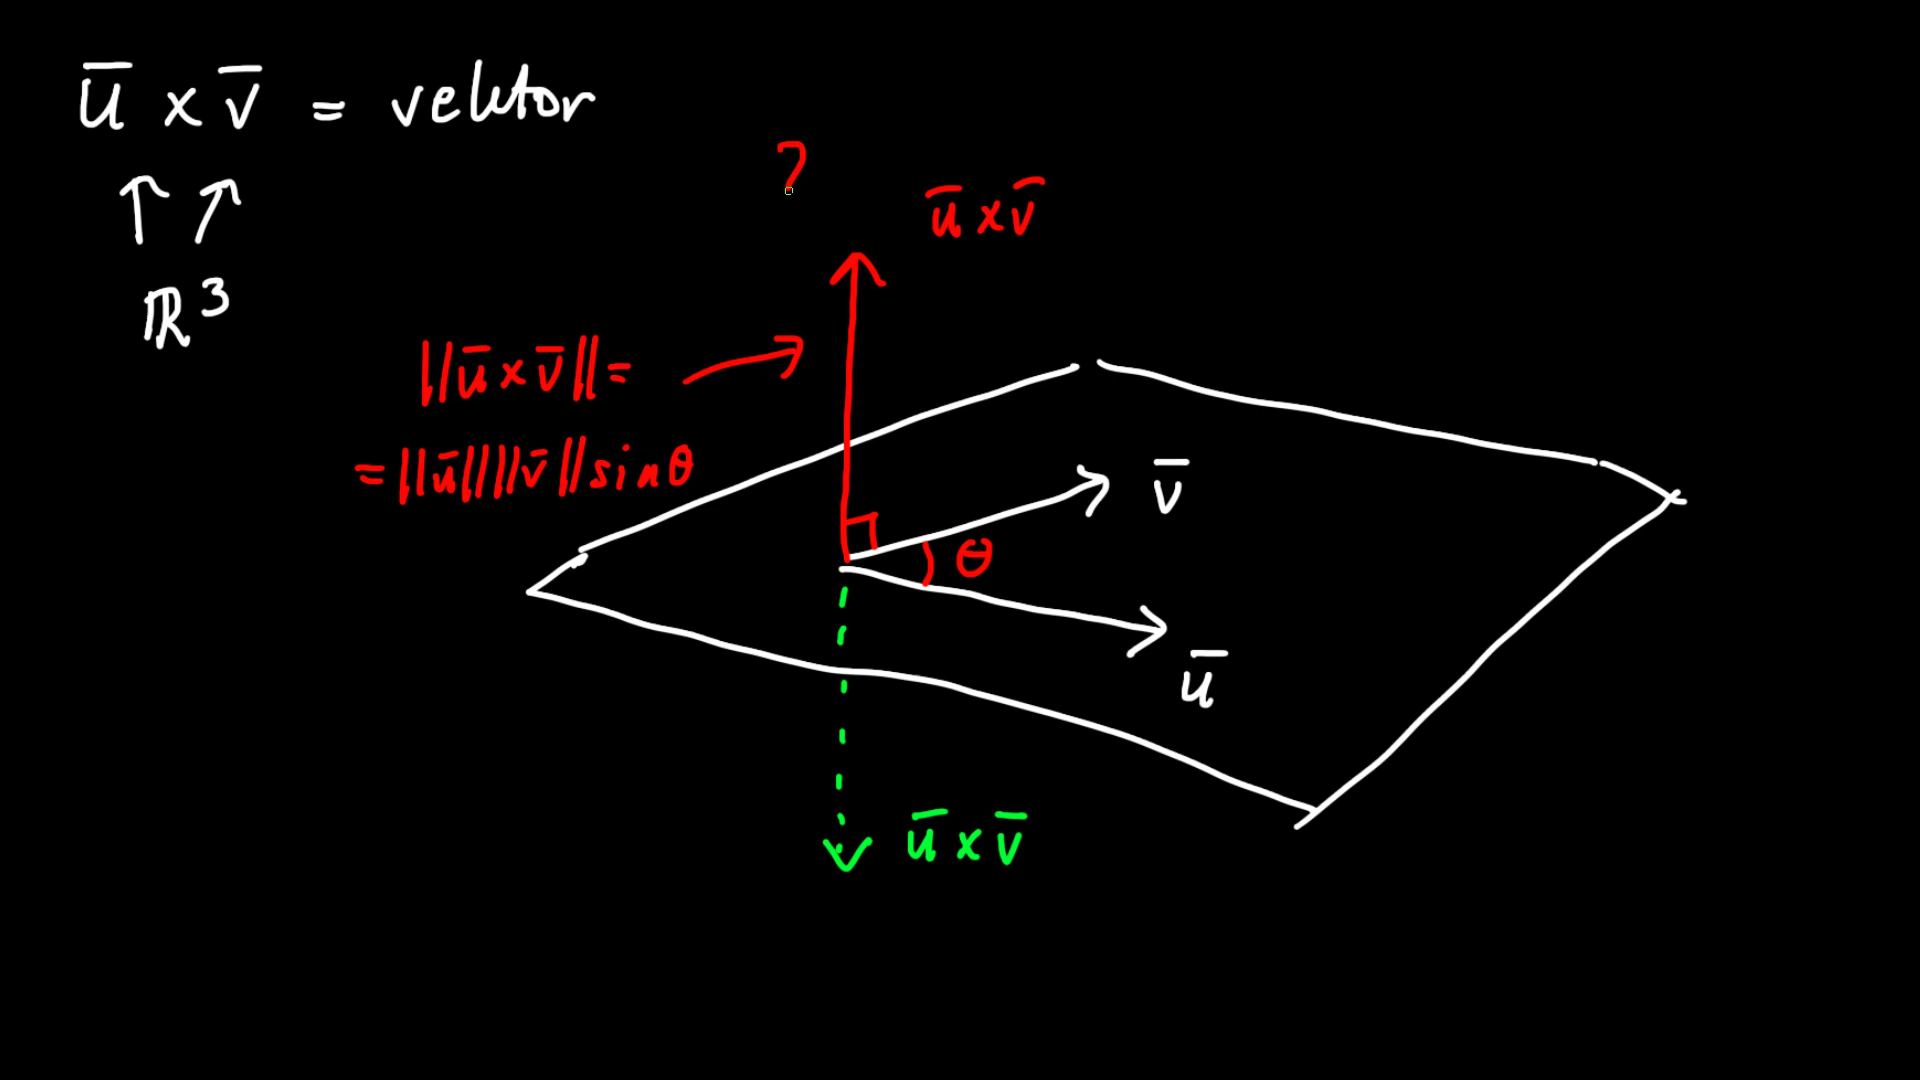 u̅ × v̅ = vektor
↑ ↗
ℝ³
?
u̅ × v̅
‖u̅ × v̅‖ =
= ‖u̅‖‖v̅‖ sin θ
v̅
θ
u̅
u̅ × v̅